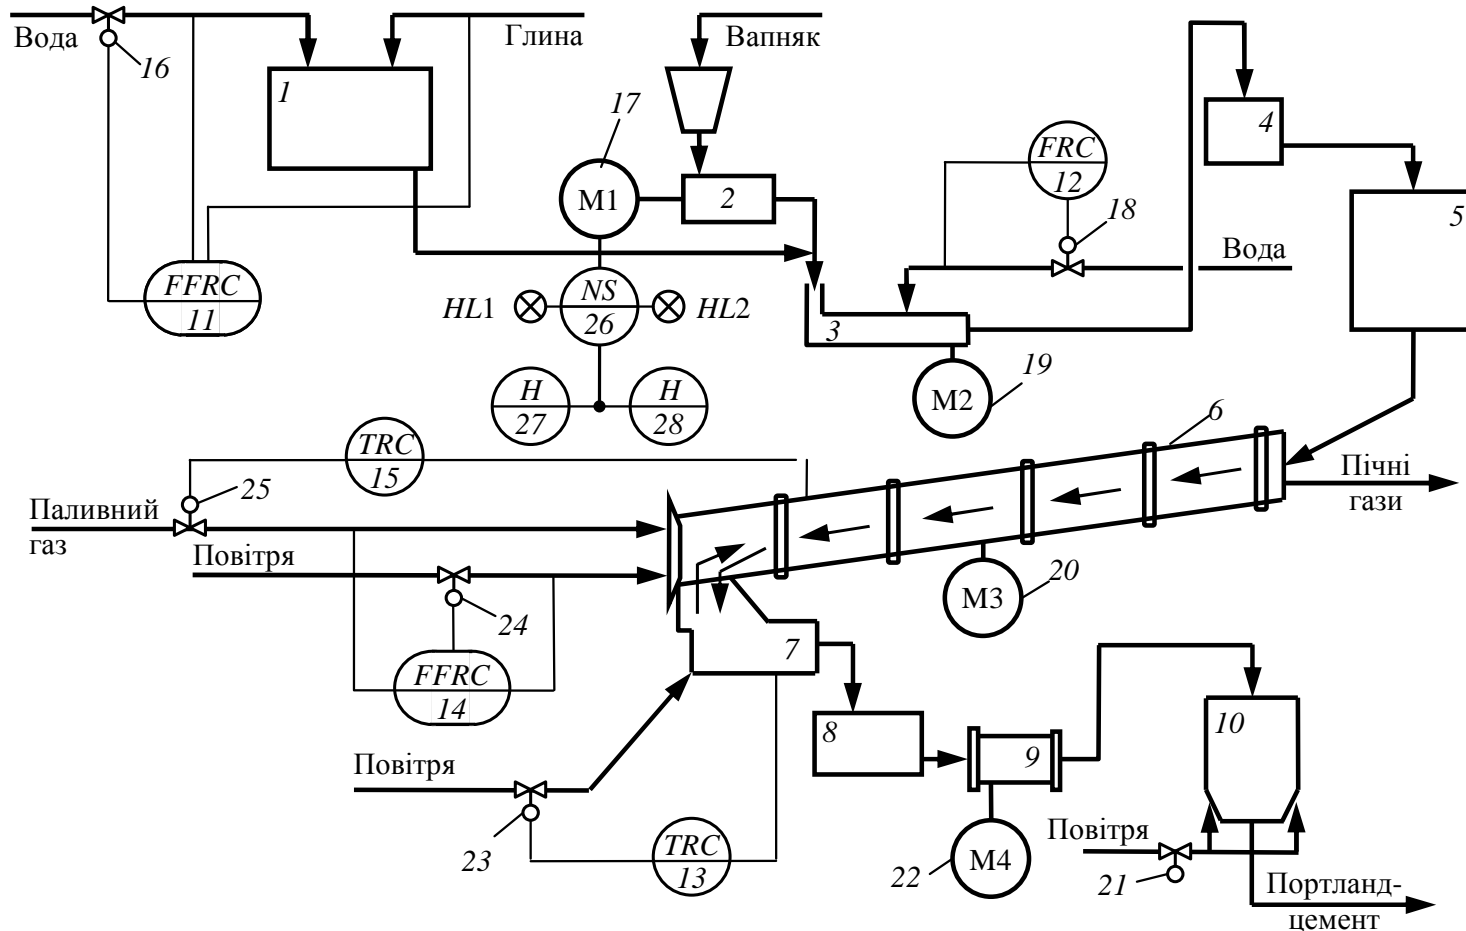 Вода
Глина
Вапняк
16
1
17
FRC
12
4
М1
2
18
5
Вода
FFRC
11
HL1
NS
26
HL2
3
H
27
H
28
М2
19
6
TRC
15
25
Пічні
гази
Паливний
газ
Повітря
24
М3
20
FFRC
14
7
10
8
9
Повітря
23
TRC
13
22
М4
Повітря
21
Портланд-
цемент